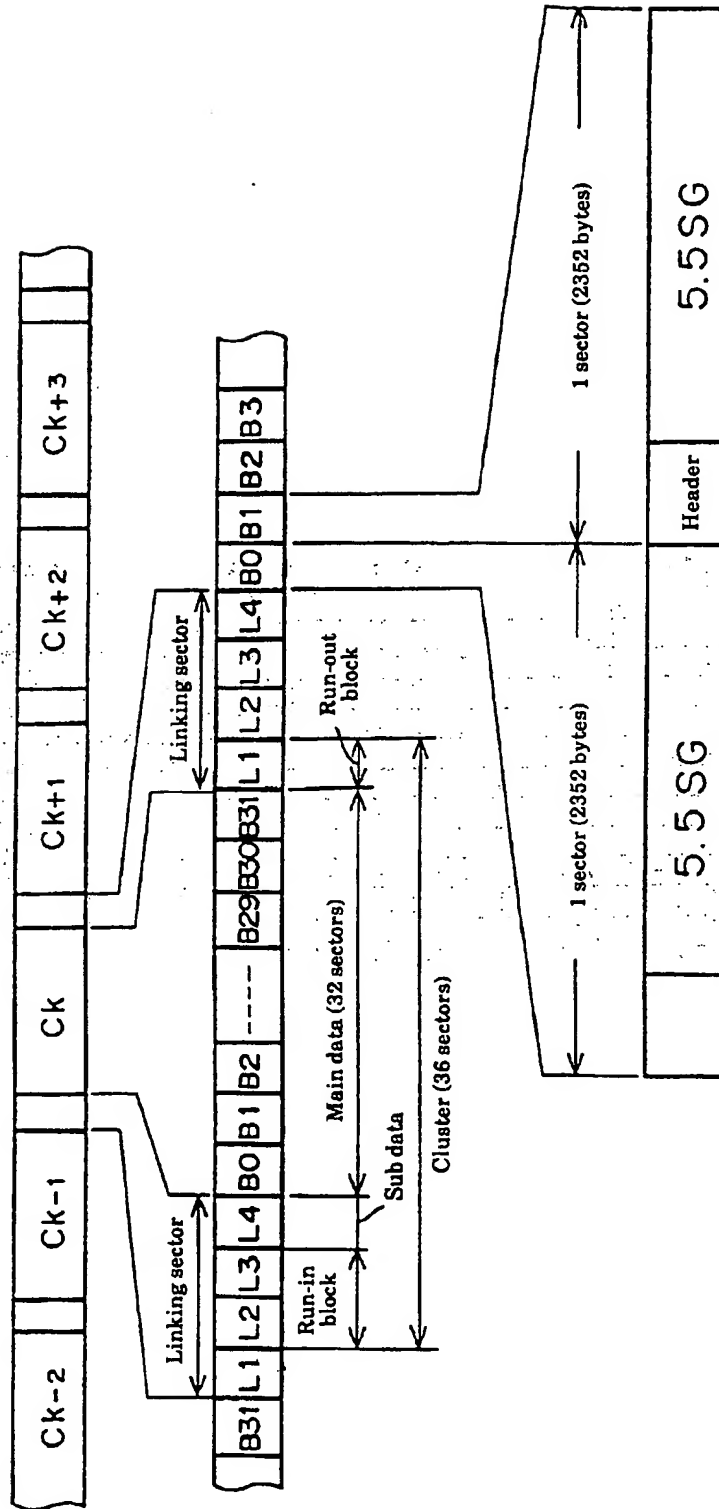 Ck-2
Ck-1
Ck
Ck+1
Ck+2
Ck+3
Linking sector
Linking sector
B31
L1
L2
L3
L4
B0
B1
B2
----
B29
B30
B31
L1
L2
L3
L4
B0
B1
B2
B3
Run-in
block
Sub data
Main data (32 sectors)
Run-out
block
Cluster (36 sectors)
1 sector (2352 bytes)
1 sector (2352 bytes)
5.5SG
Header
5.5SG